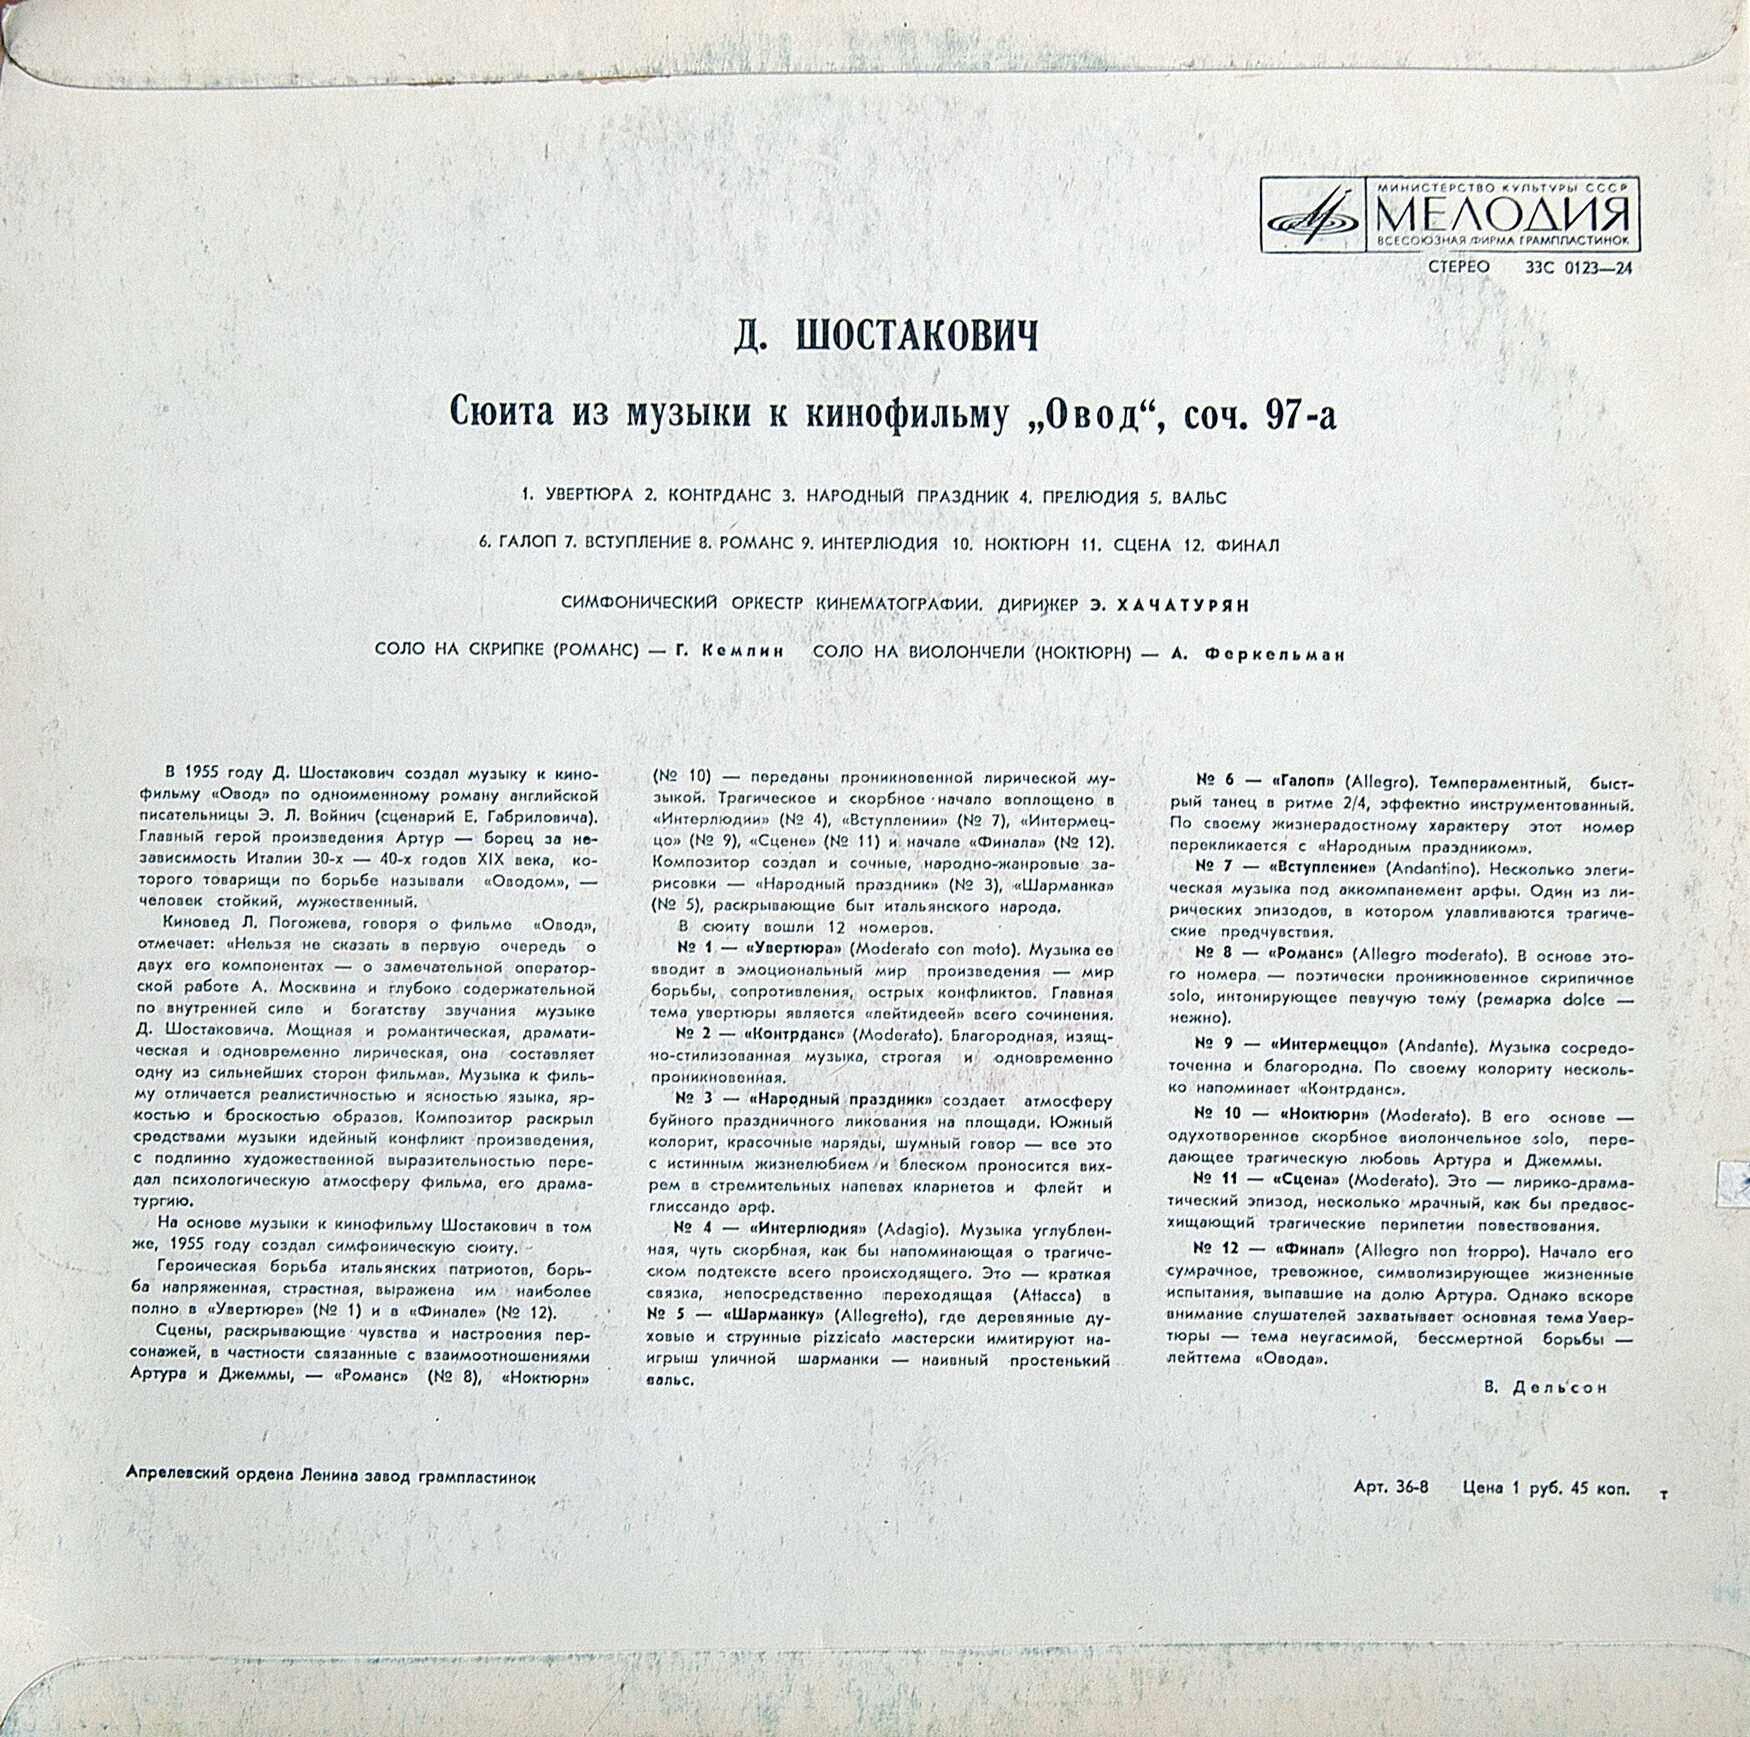 МИНИСТЕРСТВО КУЛЬТУРЫ СССР
МЕЛОДИЯ
ВСЕСОЮЗНАЯ ФИРМА ГРАМПЛАСТИНОК
СТЕРЕО 33С 0123—24
Д. ШОСТАКОВИЧ
Сюита из музыки к кинофильму „Овод“, соч. 97-а
1. УВЕРТЮРА 2. КОНТРДАНС 3. НАРОДНЫЙ ПРАЗДНИК 4. ПРЕЛЮДИЯ 5. ВАЛЬС
6. ГАЛОП 7. ВСТУПЛЕНИЕ 8. РОМАНС 9. ИНТЕРЛЮДИЯ 10. НОКТЮРН 11. СЦЕНА 12. ФИНАЛ
СИМФОНИЧЕСКИЙ ОРКЕСТР КИНЕМАТОГРАФИИ. ДИРИЖЕР Э. ХАЧАТУРЯН
СОЛО НА СКРИПКЕ (РОМАНС) — Г. Кемлин СОЛО НА ВИОЛОНЧЕЛИ (НОКТЮРН) — А. Феркельман
В 1955 году Д. Шостакович создал музыку к кино-
фильму «Овод» по одноименному роману английской
писательницы Э. Л. Войнич (сценарий Е. Габриловича).
Главный герой произведения Артур — борец за не-
зависимость Италии 30-х — 40-х годов XIX века, ко-
торого товарищи по борьбе называли «Оводом», —
человек стойкий, мужественный.
Киновед Л. Погожева, говоря о фильме «Овод»,
отмечает: «Нельзя не сказать в первую очередь о
двух его компонентах — о замечательной оператор-
ской работе А. Москвина и глубоко содержательной
по внутренней силе и богатству звучания музыке
Д. Шостаковича. Мощная и романтическая, драмати-
ческая и одновременно лирическая, она составляет
одну из сильнейших сторон фильма». Музыка к филь-
му отличается реалистичностью и ясностью языка, яр-
костью и броскостью образов. Композитор раскрыл
средствами музыки идейный конфликт произведения,
с подлинно художественной выразительностью пере-
дал психологическую атмосферу фильма, его драма-
тургию.
На основе музыки к кинофильму Шостакович в том
же, 1955 году создал симфоническую сюиту.
Героическая борьба итальянских патриотов, борь-
ба напряженная, страстная, выражена им наиболее
полно в «Увертюре» (№ 1) и в «Финале» (№ 12).
Сцены, раскрывающие чувства и настроения пер-
сонажей, в частности связанные с взаимоотношениями
Артура и Джеммы, — «Романс» (№ 8), «Ноктюрн»
(№ 10) — переданы проникновенной лирической му-
зыкой. Трагическое и скорбное начало воплощено в
«Интерлюдии» (№ 4), «Вступлении» (№ 7), «Интермец-
цо» (№ 9), «Сцене» (№ 11) и начале «Финала» (№ 12).
Композитор создал и сочные, народно-жанровые за-
рисовки — «Народный праздник» (№ 3), «Шарманка»
(№ 5), раскрывающие быт итальянского народа.
В сюиту вошли 12 номеров.
№ 1 — «Увертюра» (Moderato con moto). Музыка ее
вводит в эмоциональный мир произведения — мир
борьбы, сопротивления, острых конфликтов. Главная
тема увертюры является «лейтидеей» всего сочинения.
№ 2 — «Контрданс» (Moderato). Благородная, изящ-
но-стилизованная музыка, строгая и одновременно
проникновенная.
№ 3 — «Народный праздник» создает атмосферу
буйного праздничного ликования на площади. Южный
колорит, красочные наряды, шумный говор — все это
с истинным жизнелюбием и блеском проносится вих-
рем в стремительных напевах кларнетов и флейт и
глиссандо арф.
№ 4 — «Интерлюдия» (Adagio). Музыка углублен-
ная, чуть скорбная, как бы напоминающая о трагиче-
ском подтексте всего происходящего. Это — краткая
связка, непосредственно переходящая (Attacca) в
№ 5 — «Шарманку» (Allegretto), где деревянные ду-
ховые и струнные pizzicato мастерски имитируют на-
игрыш уличной шарманки — наивный простенький
вальс.
№ 6 — «Галоп» (Allegro). Темпераментный, быст-
рый танец в ритме 2/4, эффектно инструментованный.
По своему жизнерадостному характеру этот номер
перекликается с «Народным праздником».
№ 7 — «Вступление» (Andantino). Несколько элеги-
ческая музыка под аккомпанемент арфы. Один из ли-
рических эпизодов, в котором улавливаются трагиче-
ские предчувствия.
№ 8 — «Романс» (Allegro moderato). В основе это-
го номера — поэтически проникновенное скрипичное
solo, интонирующее певучую тему (ремарка dolce —
нежно).
№ 9 — «Интермеццо» (Andante). Музыка сосредо-
точенна и благородна. По своему колориту несколь-
ко напоминает «Контрданс».
№ 10 — «Ноктюрн» (Moderato). В его основе —
одухотворенное скорбное виолончельное solo, пере-
дающее трагическую любовь Артура и Джеммы.
№ 11 — «Сцена» (Moderato). Это — лирико-драма-
тический эпизод, несколько мрачный, как бы предвос-
хищающий трагические перипетии повествования.
№ 12 — «Финал» (Allegro non troppo). Начало его
сумрачное, тревожное, символизирующее жизненные
испытания, выпавшие на долю Артура. Однако вскоре
внимание слушателей захватывает основная тема Увер-
тюры — тема неугасимой, бессмертной борьбы —
лейттема «Овода».
В. Дельсон
Апрелевский ордена Ленина завод грампластинок
Арт. 36-8 Цена 1 руб. 45 коп. т